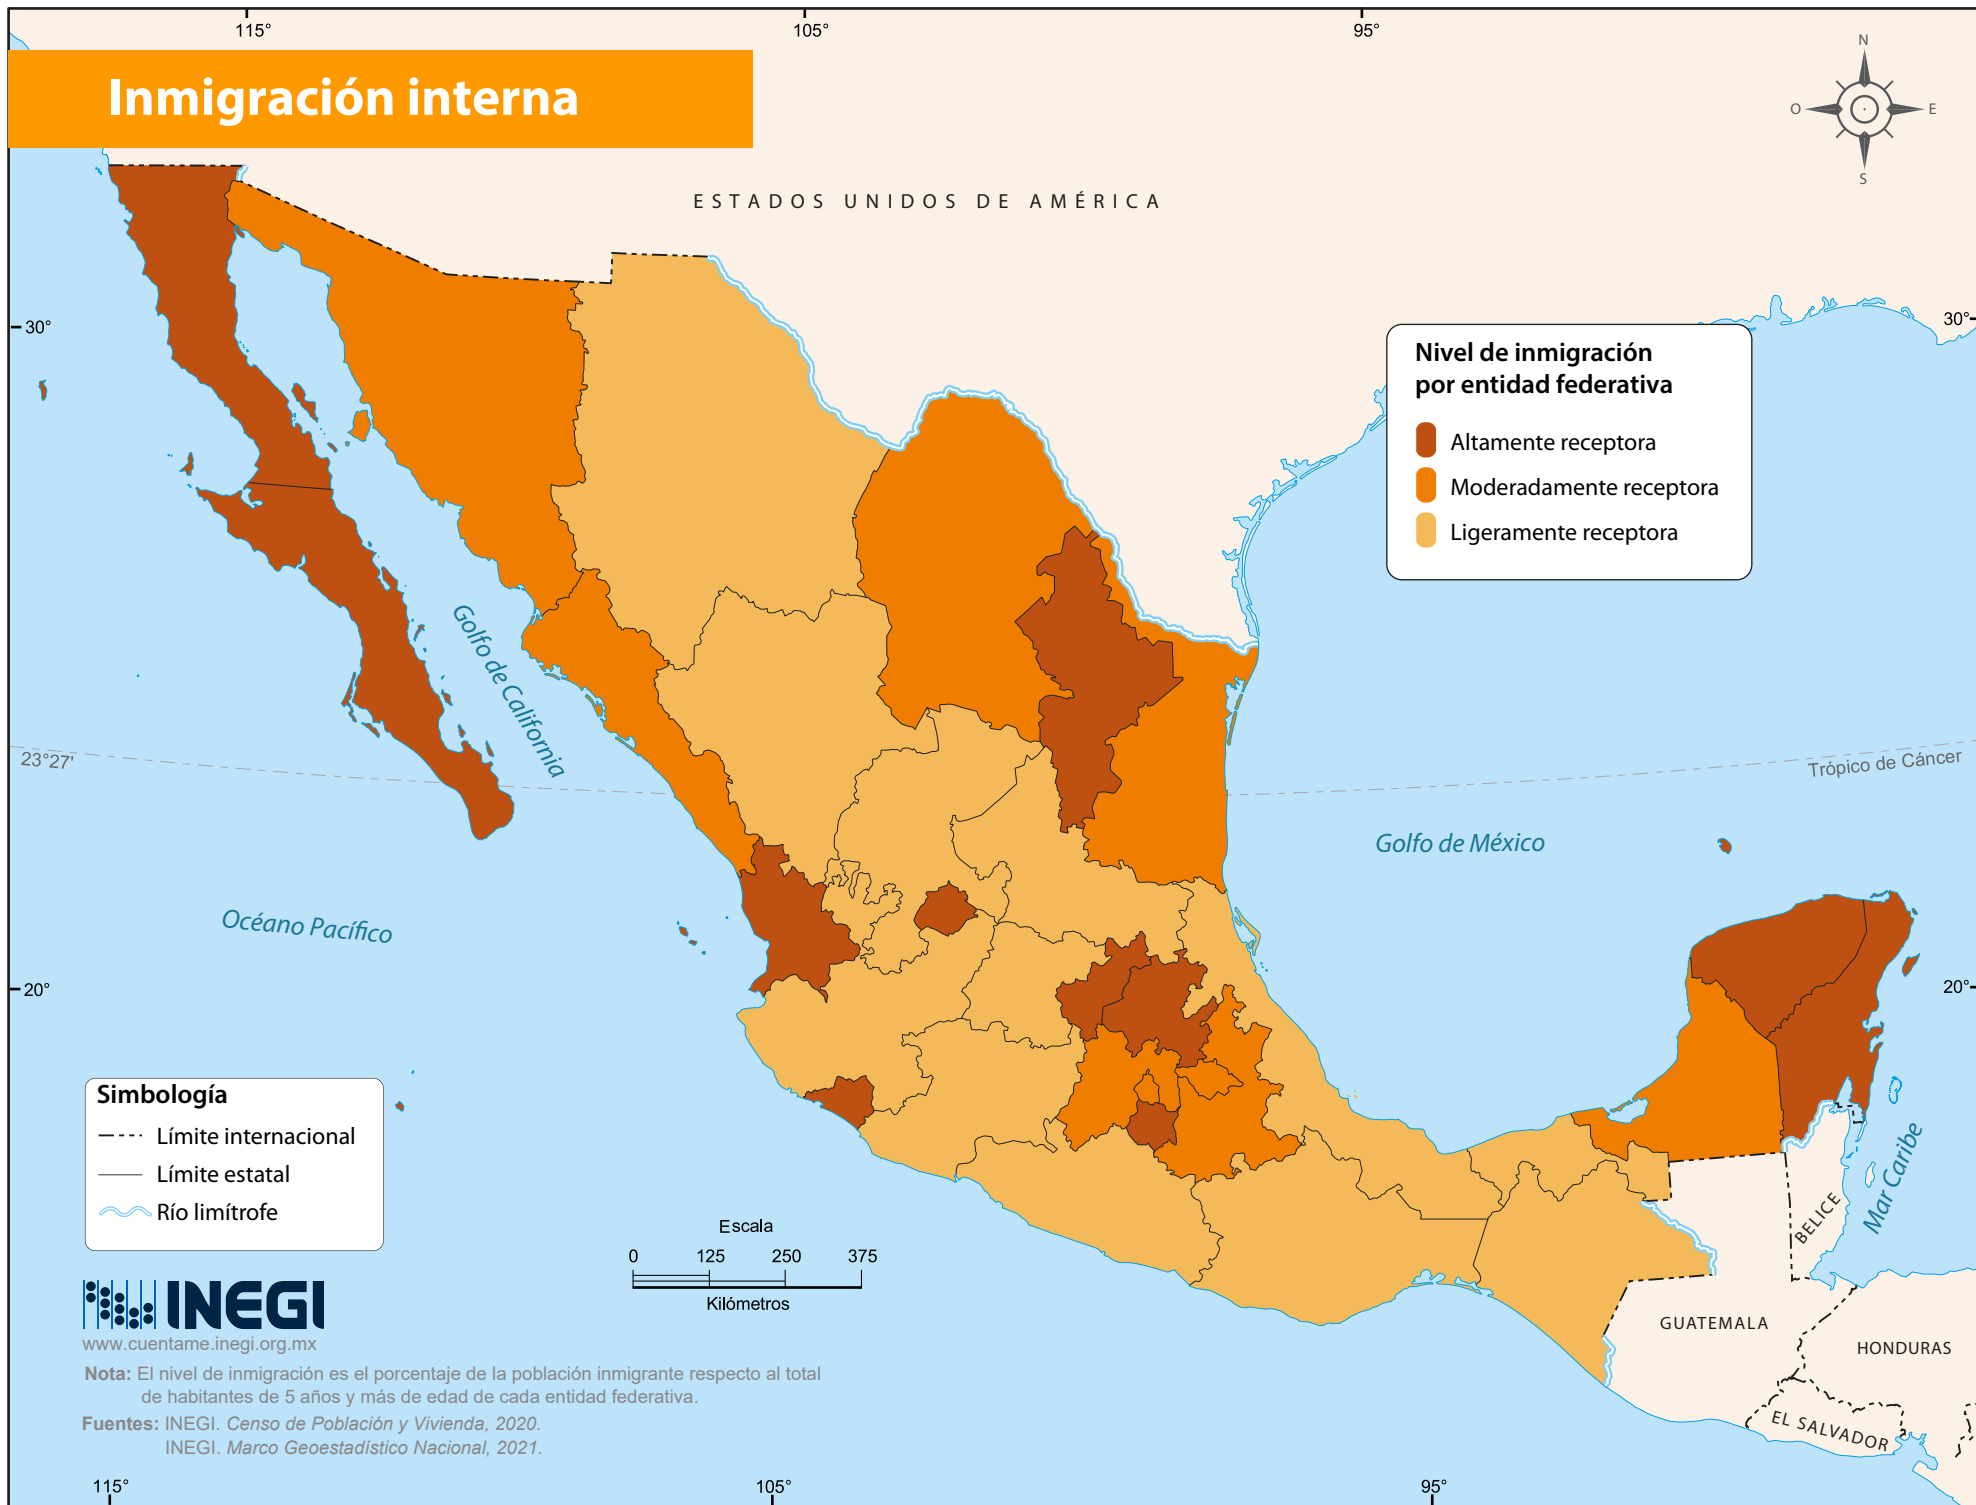 115°
105°
95°
Inmigración interna
N
O
E
S
ESTADOS UNIDOS DE AMÉRICA
30°
30°
Nivel de inmigración
por entidad federativa
Altamente receptora
Moderadamente receptora
Ligeramente receptora
Golfo de California
23°27'
Trópico de Cáncer
Golfo de México
Océano Pacífico
20°
20°
Simbología
Límite internacional
Límite estatal
Río limítrofe
Mar Caribe
BELICE
Escala
0 125 250 375
Kilómetros
INEGI
www.cuentame.inegi.org.mx
GUATEMALA
HONDURAS
EL SALVADOR
Nota: El nivel de inmigración es el porcentaje de la población inmigrante respecto al total
de habitantes de 5 años y más de edad de cada entidad federativa.
Fuentes: INEGI. Censo de Población y Vivienda, 2020.
INEGI. Marco Geoestadístico Nacional, 2021.
115°
105°
95°